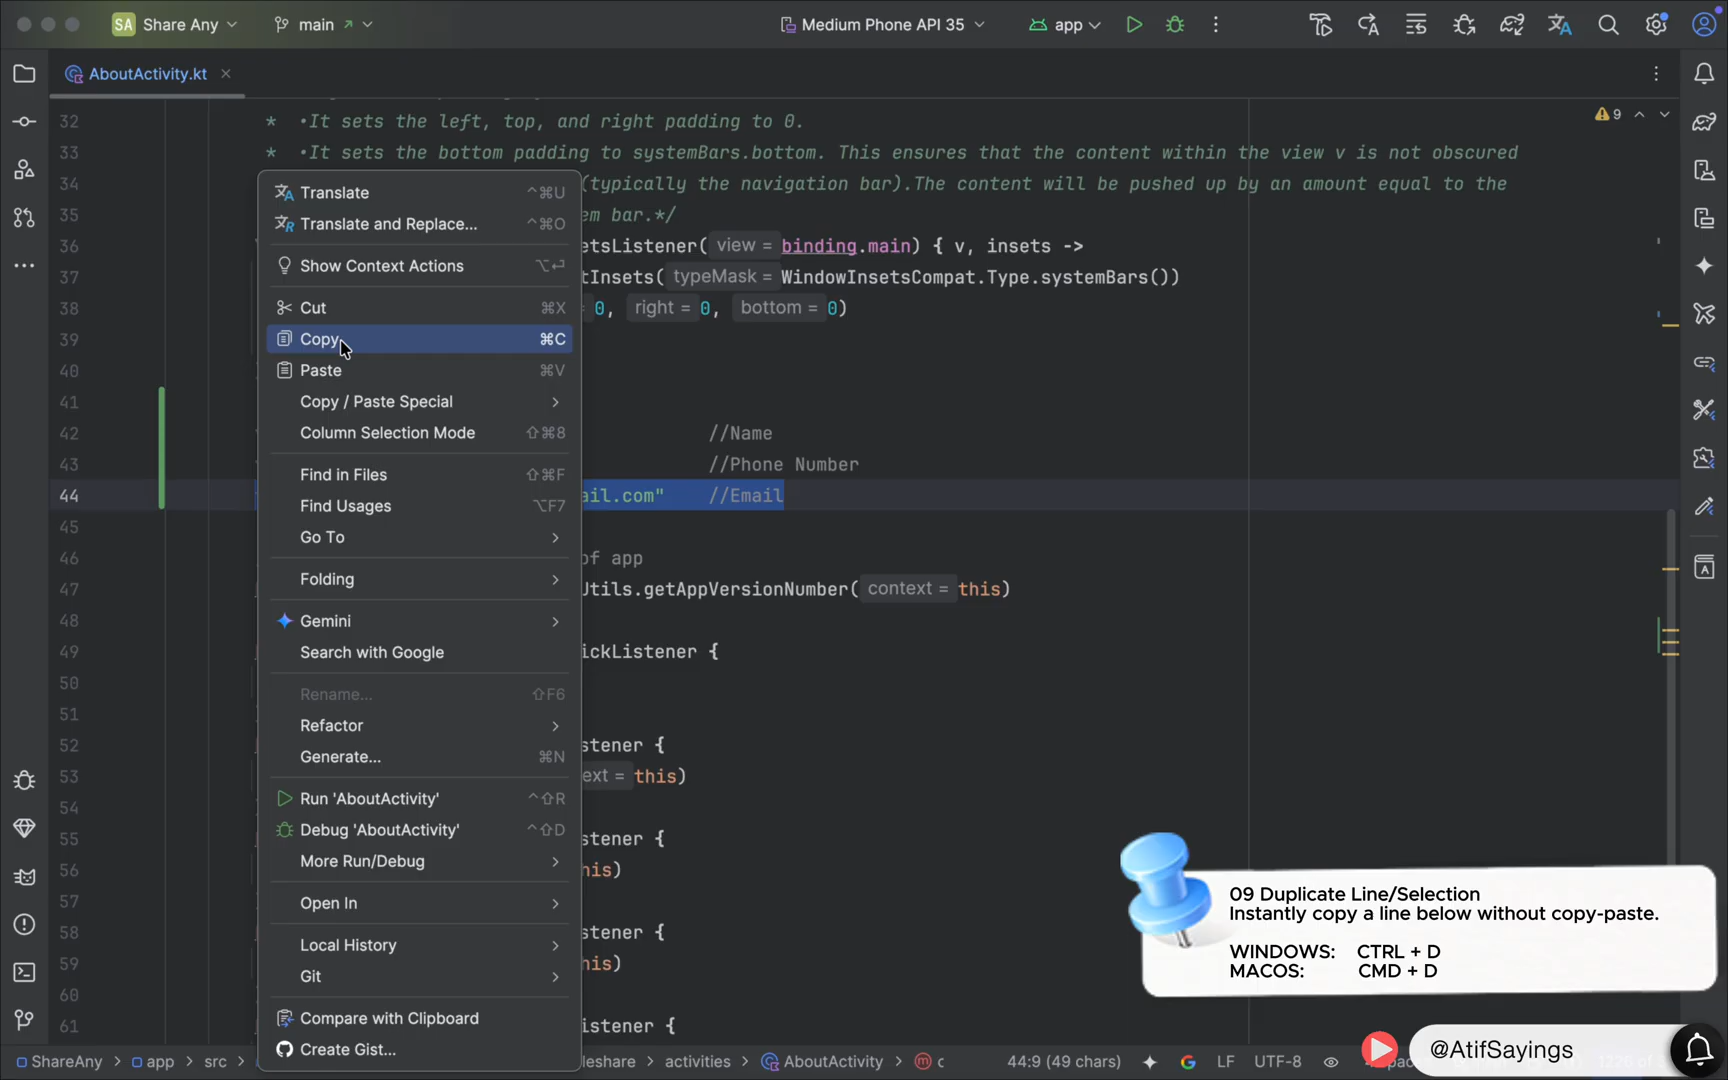 SA Share Any main Medium Phone API 35 app
AboutActivity.kt
32 * •It sets the left, top, and right padding to 0.
33 * •It sets the bottom padding to systemBars.bottom. This ensures that the content within the view v is not obscured
34 (typically the navigation bar).The content will be pushed up by an amount equal to the
35 em bar.*/
36 etsListener( view = binding.main) { v, insets ->
37 tInsets( typeMask = WindowInsetsCompat.Type.systemBars())
38 = 0, right = 0, bottom = 0)
39
40
41
42 //Name
43 //Phone Number
44 ail.com" //Email
45
46 of app
47 Utils.getAppVersionNumber( context = this)
48
49 ickListener {
50
51
52 stener {
53 ext = this)
54
55 stener {
56 his)
57
58 stener {
59 his)
60
61 istener {
9
Translate ^⌘U
Translate and Replace... ^⌘O
Show Context Actions ⌥⏎
Cut ⌘X
Copy ⌘C
Paste ⌘V
Copy / Paste Special
Column Selection Mode ⇧⌘8
Find in Files ⇧⌘F
Find Usages ⌥F7
Go To
Folding
Gemini
Search with Google
Rename... ⇧F6
Refactor
Generate... ⌘N
Run 'AboutActivity' ^⇧R
Debug 'AboutActivity' ^⇧D
More Run/Debug
Open In
Local History
Git
Compare with Clipboard
Create Gist...
09 Duplicate Line/Selection
Instantly copy a line below without copy-paste.
WINDOWS: CTRL + D
MACOS: CMD + D
ShareAny > app > src > leshare > activities > AboutActivity > 44:9 (49 chars) LF UTF-8
@AtifSayings